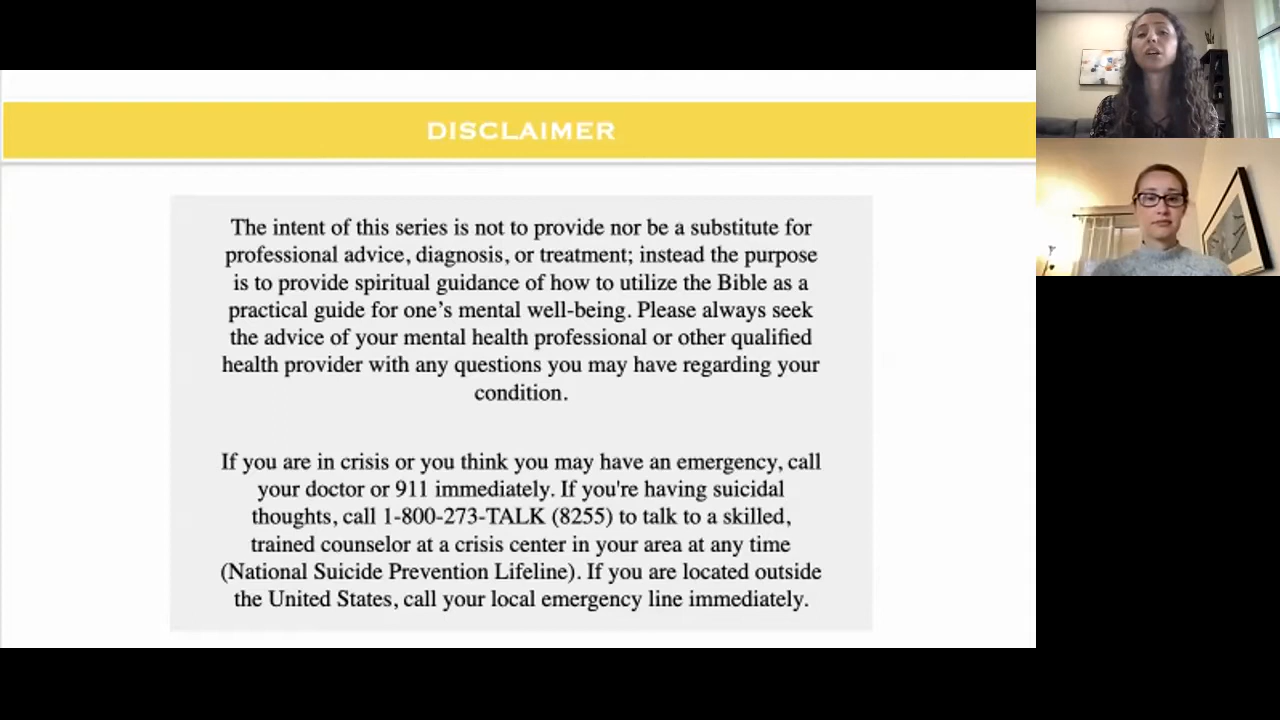 DISCLAIMER
The intent of this series is not to provide nor be a substitute for
professional advice, diagnosis, or treatment; instead the purpose
is to provide spiritual guidance of how to utilize the Bible as a
practical guide for one’s mental well-being. Please always seek
the advice of your mental health professional or other qualified
health provider with any questions you may have regarding your
condition.
If you are in crisis or you think you may have an emergency, call
your doctor or 911 immediately. If you're having suicidal
thoughts, call 1-800-273-TALK (8255) to talk to a skilled,
trained counselor at a crisis center in your area at any time
(National Suicide Prevention Lifeline). If you are located outside
the United States, call your local emergency line immediately.